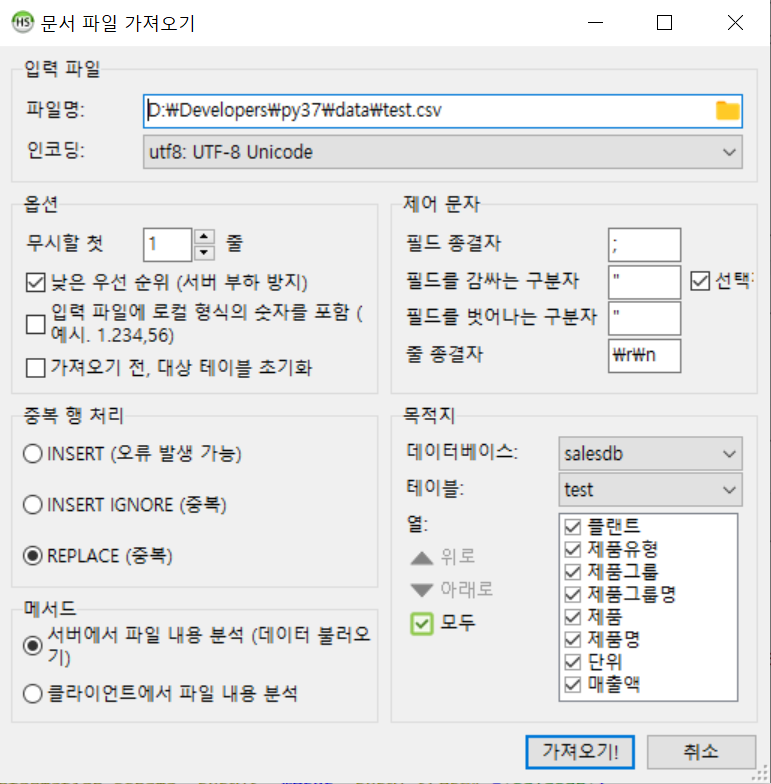 HS 문서 파일 가져오기
입력 파일
파일명: D:₩Developers₩py37₩data₩test.csv
인코딩: utf8: UTF-8 Unicode
옵션
무시할 첫 1 줄
낮은 우선 순위 (서버 부하 방지)
입력 파일에 로컬 형식의 숫자를 포함 (
예시. 1.234,56)
가져오기 전, 대상 테이블 초기화
제어 문자
필드 종결자 ;
필드를 감싸는 구분자 " 선택
필드를 벗어나는 구분자 "
줄 종결자 ₩r₩n
중복 행 처리
INSERT (오류 발생 가능)
INSERT IGNORE (중복)
REPLACE (중복)
메서드
서버에서 파일 내용 분석 (데이터 불러오
기)
클라이언트에서 파일 내용 분석
목적지
데이터베이스: salesdb
테이블: test
열:
위로
아래로
모두
플랜트
제품유형
제품그룹
제품그룹명
제품
제품명
단위
매출액
가져오기! 취소